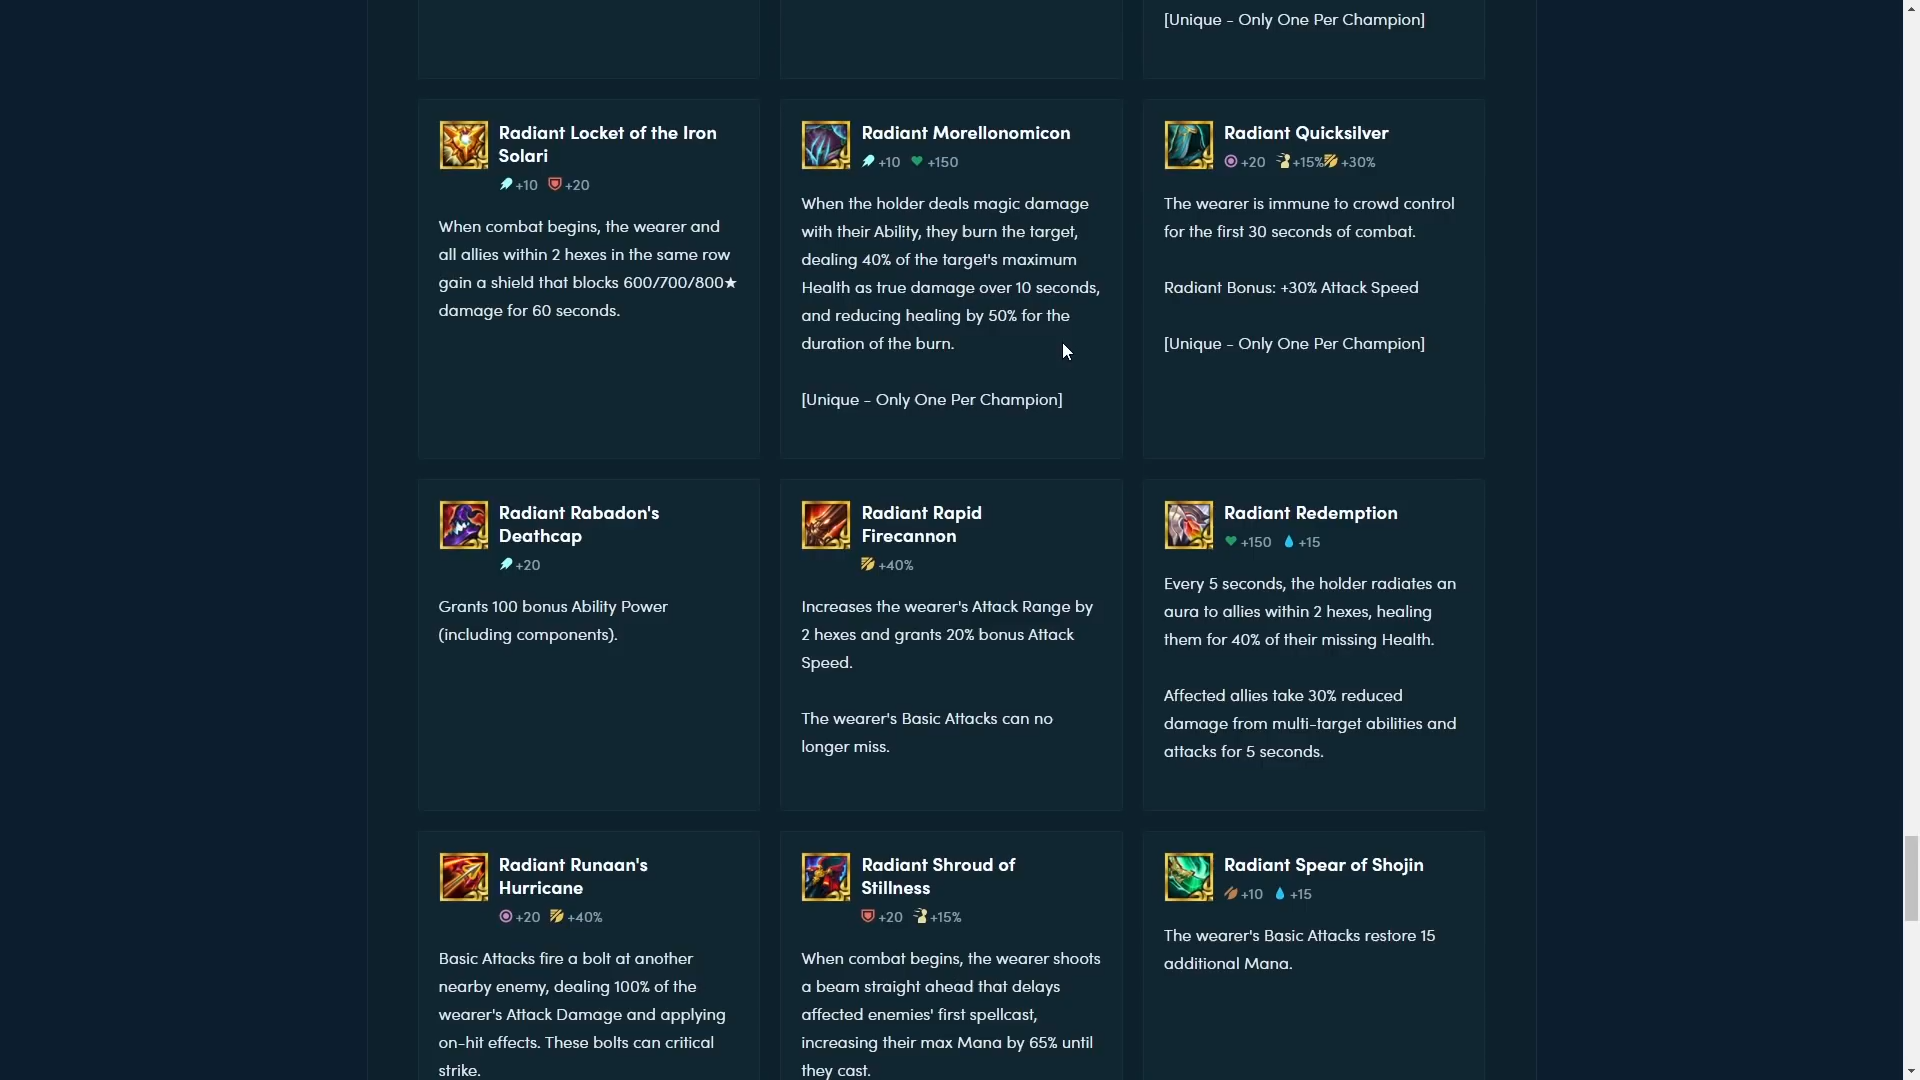 [Unique - Only One Per Champion]
Radiant Locket of the Iron
Solari
+10 +20
When combat begins, the wearer and
all allies within 2 hexes in the same row
gain a shield that blocks 600/700/800★
damage for 60 seconds.
Radiant Morellonomicon
+10 +150
When the holder deals magic damage
with their Ability, they burn the target,
dealing 40% of the target's maximum
Health as true damage over 10 seconds,
and reducing healing by 50% for the
duration of the burn.
[Unique - Only One Per Champion]
Radiant Quicksilver
+20 +15% +30%
The wearer is immune to crowd control
for the first 30 seconds of combat.
Radiant Bonus: +30% Attack Speed
[Unique - Only One Per Champion]
Radiant Rabadon's
Deathcap
+20
Grants 100 bonus Ability Power
(including components).
Radiant Rapid
Firecannon
+40%
Increases the wearer's Attack Range by
2 hexes and grants 20% bonus Attack
Speed.
The wearer's Basic Attacks can no
longer miss.
Radiant Redemption
+150 +15
Every 5 seconds, the holder radiates an
aura to allies within 2 hexes, healing
them for 40% of their missing Health.
Affected allies take 30% reduced
damage from multi-target abilities and
attacks for 5 seconds.
Radiant Runaan's
Hurricane
+20 +40%
Basic Attacks fire a bolt at another
nearby enemy, dealing 100% of the
wearer's Attack Damage and applying
on-hit effects. These bolts can critical
strike.
Radiant Shroud of
Stillness
+20 +15%
When combat begins, the wearer shoots
a beam straight ahead that delays
affected enemies' first spellcast,
increasing their max Mana by 65% until
they cast.
Radiant Spear of Shojin
+10 +15
The wearer's Basic Attacks restore 15
additional Mana.